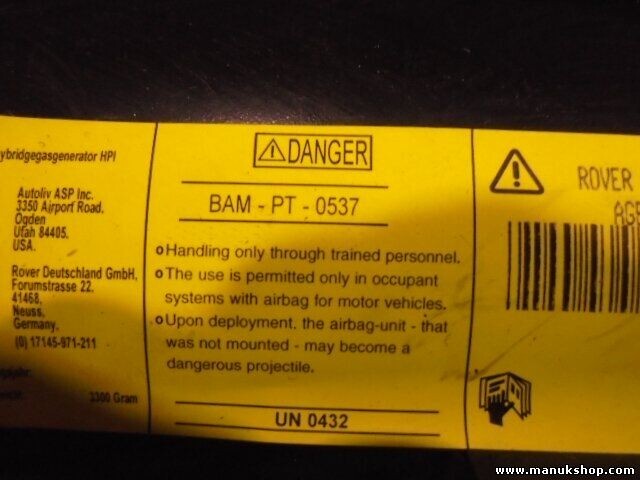 ybridgegasgenerator HPI
Autoliv ASP Inc.
3350 Airport Road.
Ogden
Utah 84405.
USA.
Rover Deutschland GmbH.
Forumstrasse 22.
41468.
Neuss.
Germany.
(0) 17145-971-211
3300 Gram
DANGER
BAM - PT - 0537
Handling only through trained personnel.
The use is permitted only in occupant
systems with airbag for motor vehicles.
Upon deployment, the airbag-unit - that
was not mounted - may become a
dangerous projectile.
UN 0432
ROVER
www.manukshop.com